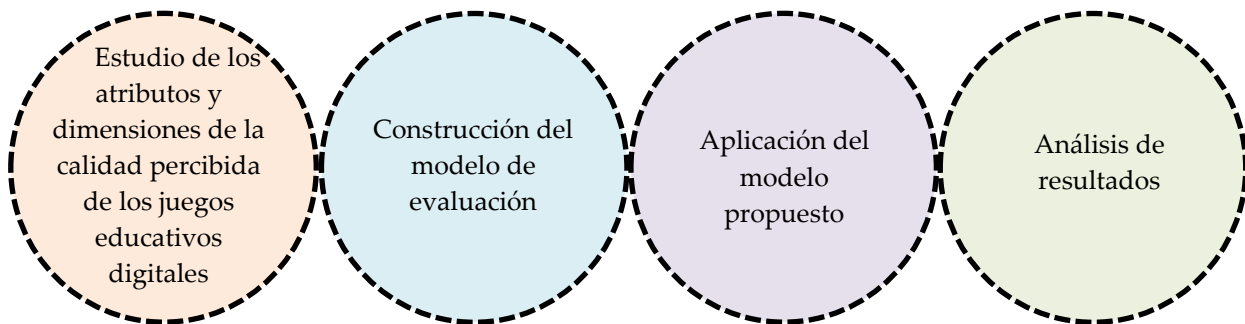 Estudio de los
atributos y
dimensiones de la
calidad percibida
de los juegos
educativos
digitales
Construcción del
modelo de
evaluación
Aplicación del
modelo
propuesto
Análisis de
resultados